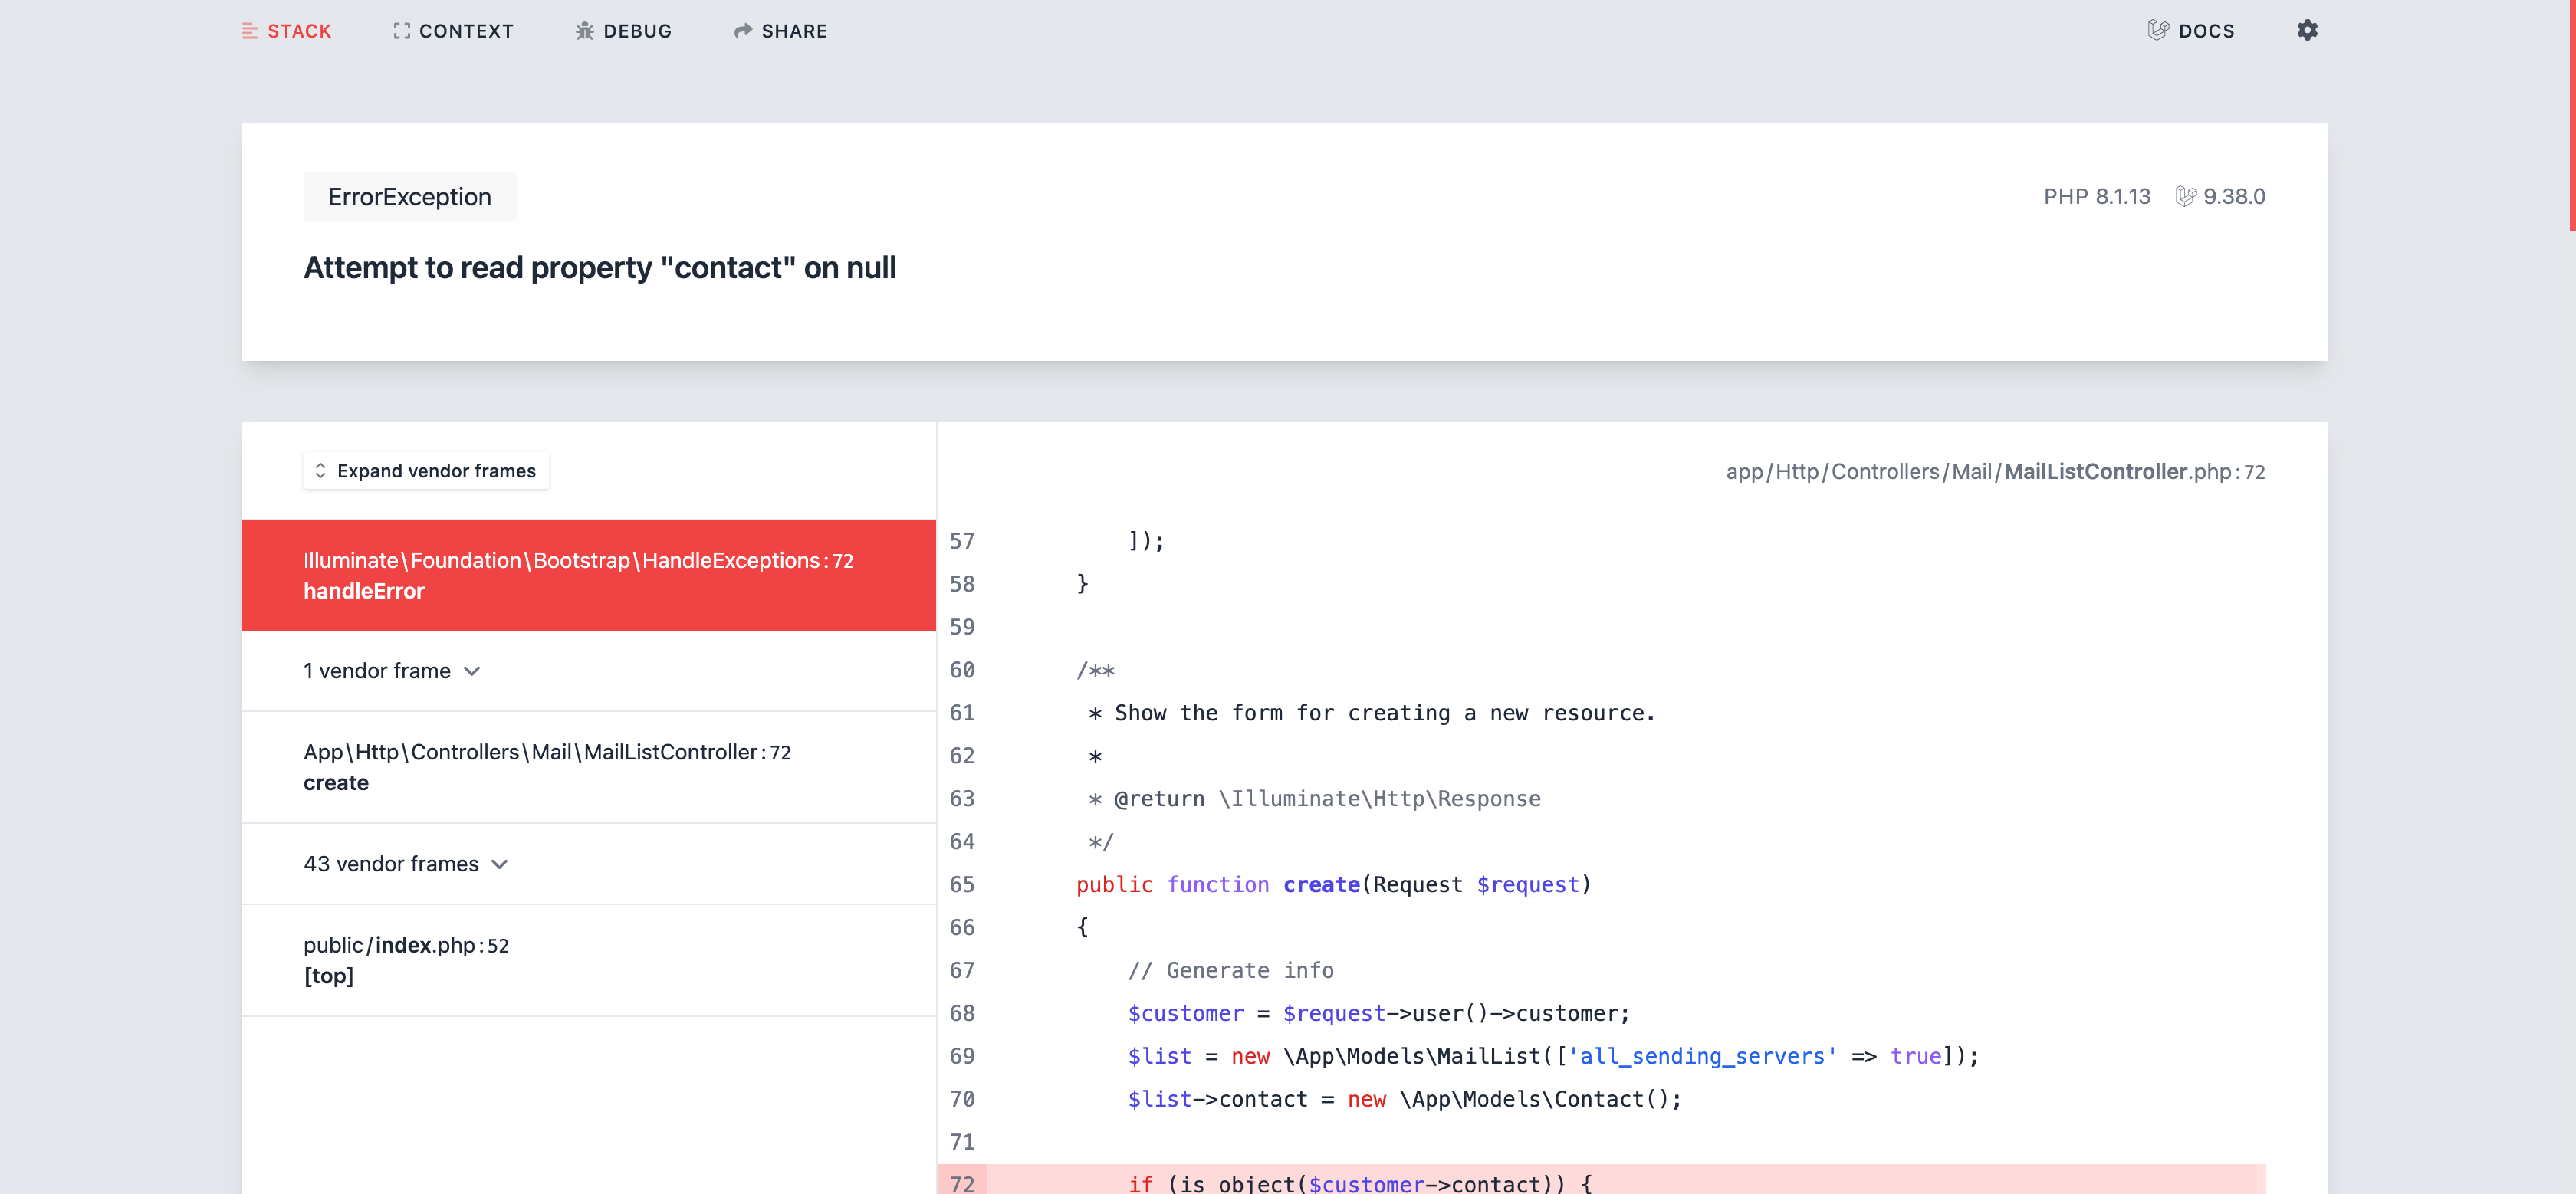 STACK CONTEXT DEBUG SHARE DOCS
ErrorException
PHP 8.1.13 9.38.0
Attempt to read property "contact" on null
Expand vendor frames
Illuminate\Foundation\Bootstrap\HandleExceptions:72
handleError
1 vendor frame
App\Http\Controllers\Mail\MailListController:72
create
43 vendor frames
public/index.php:52
[top]
app/Http/Controllers/Mail/MailListController.php:72
57 ]);
58 }
59
60 /**
61 * Show the form for creating a new resource.
62 *
63 * @return \Illuminate\Http\Response
64 */
65 public function create(Request $request)
66 {
67 // Generate info
68 $customer = $request->user()->customer;
69 $list = new \App\Models\MailList(['all_sending_servers' => true]);
70 $list->contact = new \App\Models\Contact();
71
72 if (is_object($customer->contact)) {